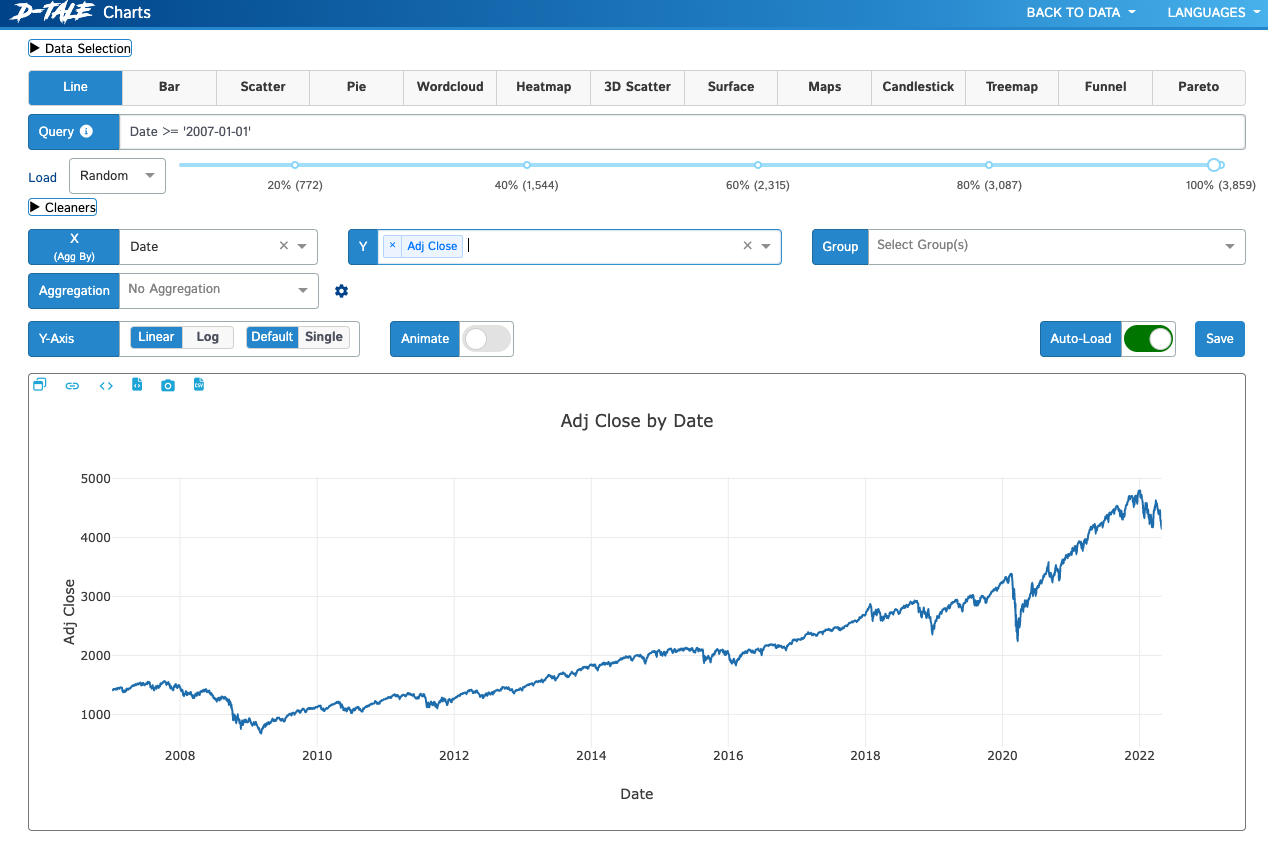 D-TALE Charts BACK TO DATA LANGUAGES
Data Selection
Line Bar Scatter Pie Wordcloud Heatmap 3D Scatter Surface Maps Candlestick Treemap Funnel Pareto
Query Date >= '2007-01-01'
Load Random
20% (772) 40% (1,544) 60% (2,315) 80% (3,087) 100% (3,859)
Cleaners
X (Agg By) Date × Y × Adj Close × Group Select Group(s)
Aggregation No Aggregation
Y-Axis Linear Log Default Single Animate Auto-Load Save
CSV
Adj Close by Date
5000
4000
3000
2000
1000
Adj Close
2008 2010 2012 2014 2016 2018 2020 2022
Date